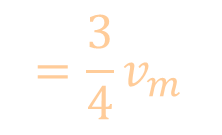 = 3/4 v_m